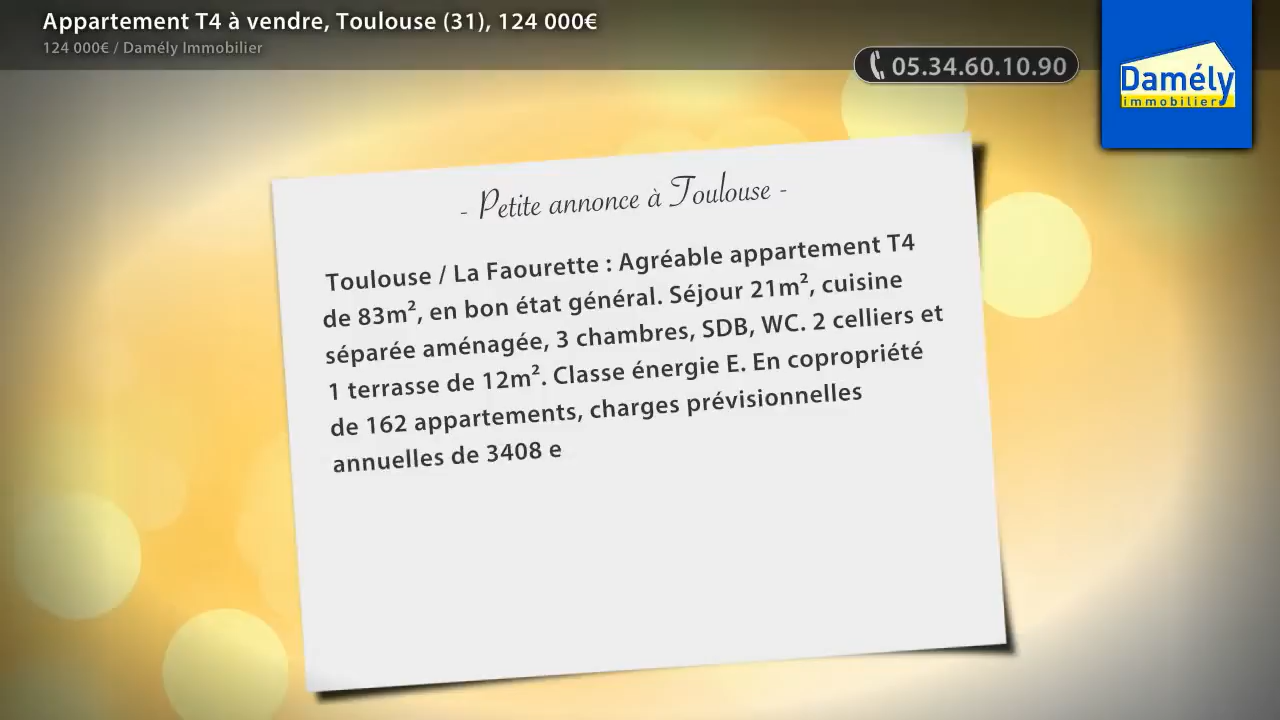 Appartement T4 à vendre, Toulouse (31), 124 000€
124 000€ / Damély Immobilier
05.34.60.10.90
Damély
immobilier
- Petite annonce à Toulouse -
Toulouse / La Faourette : Agréable appartement T4
de 83m², en bon état général. Séjour 21m², cuisine
séparée aménagée, 3 chambres, SDB, WC. 2 celliers et
1 terrasse de 12m². Classe énergie E. En copropriété
de 162 appartements, charges prévisionnelles
annuelles de 3408 e